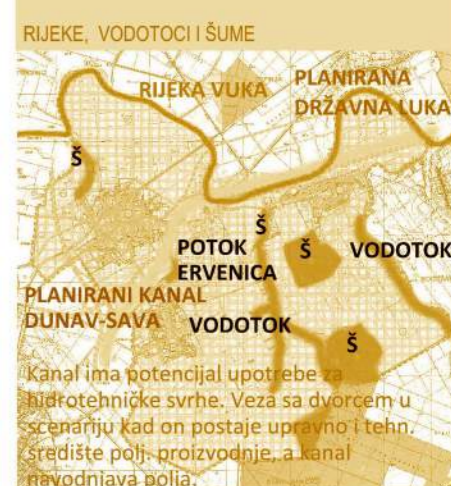 RIJEKE, VODOTOCI I ŠUME
RIJEKA VUKA
PLANIRANA
DRŽAVNA LUKA
Š
Š
POTOK
ERVENICA
Š
VODOTOK
PLANIRANI KANAL
DUNAV-SAVA
VODOTOK
Š
Kanal ima potencijal upotrebe za
hidrotehničke svrhe. Veza sa dvorcem u
scenariju kad on postaje upravno i tehn.
središte polj. proizvodnje, a kanal
navodnjava polja.